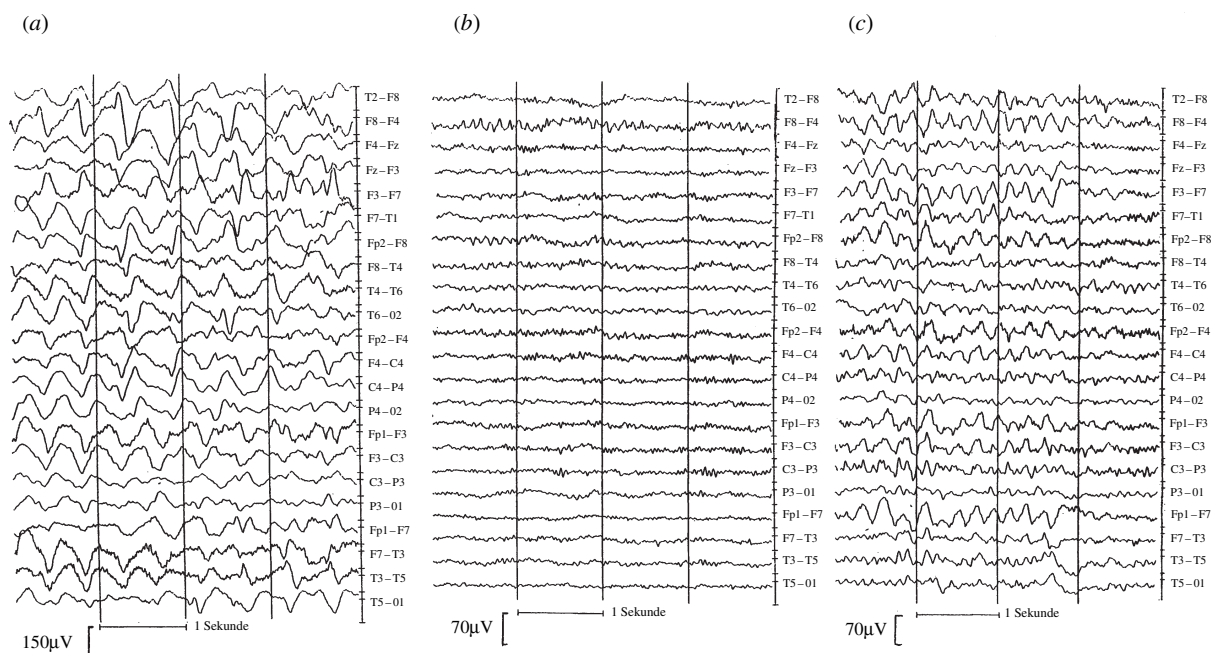 (a)
T2–F8
F8–F4
F4–Fz
Fz–F3
F3–F7
F7–T1
Fp2–F8
F8–T4
T4–T6
T6–02
Fp2–F4
F4–C4
C4–P4
P4–02
Fp1–F3
F3–C3
C3–P3
P3–01
Fp1–F7
F7–T3
T3–T5
T5–01
1 Sekunde
150µV
(b)
T2–F8
F8–F4
F4–Fz
Fz–F3
F3–F7
F7–T1
Fp2–F8
F8–T4
T4–T6
T6–02
Fp2–F4
F4–C4
C4–P4
P4–02
Fp1–F3
F3–C3
C3–P3
P3–01
Fp1–F7
F7–T3
T3–T5
T5–01
1 Sekunde
70µV
(c)
T2–F8
F8–F4
F4–Fz
Fz–F3
F3–F7
F7–T1
Fp2–F8
F8–T4
T4–T6
T6–02
Fp2–F4
F4–C4
C4–P4
P4–02
Fp1–F3
F3–C3
C3–P3
P3–01
Fp1–F7
F7–T3
T3–T5
T5–01
1 Sekunde
70µV